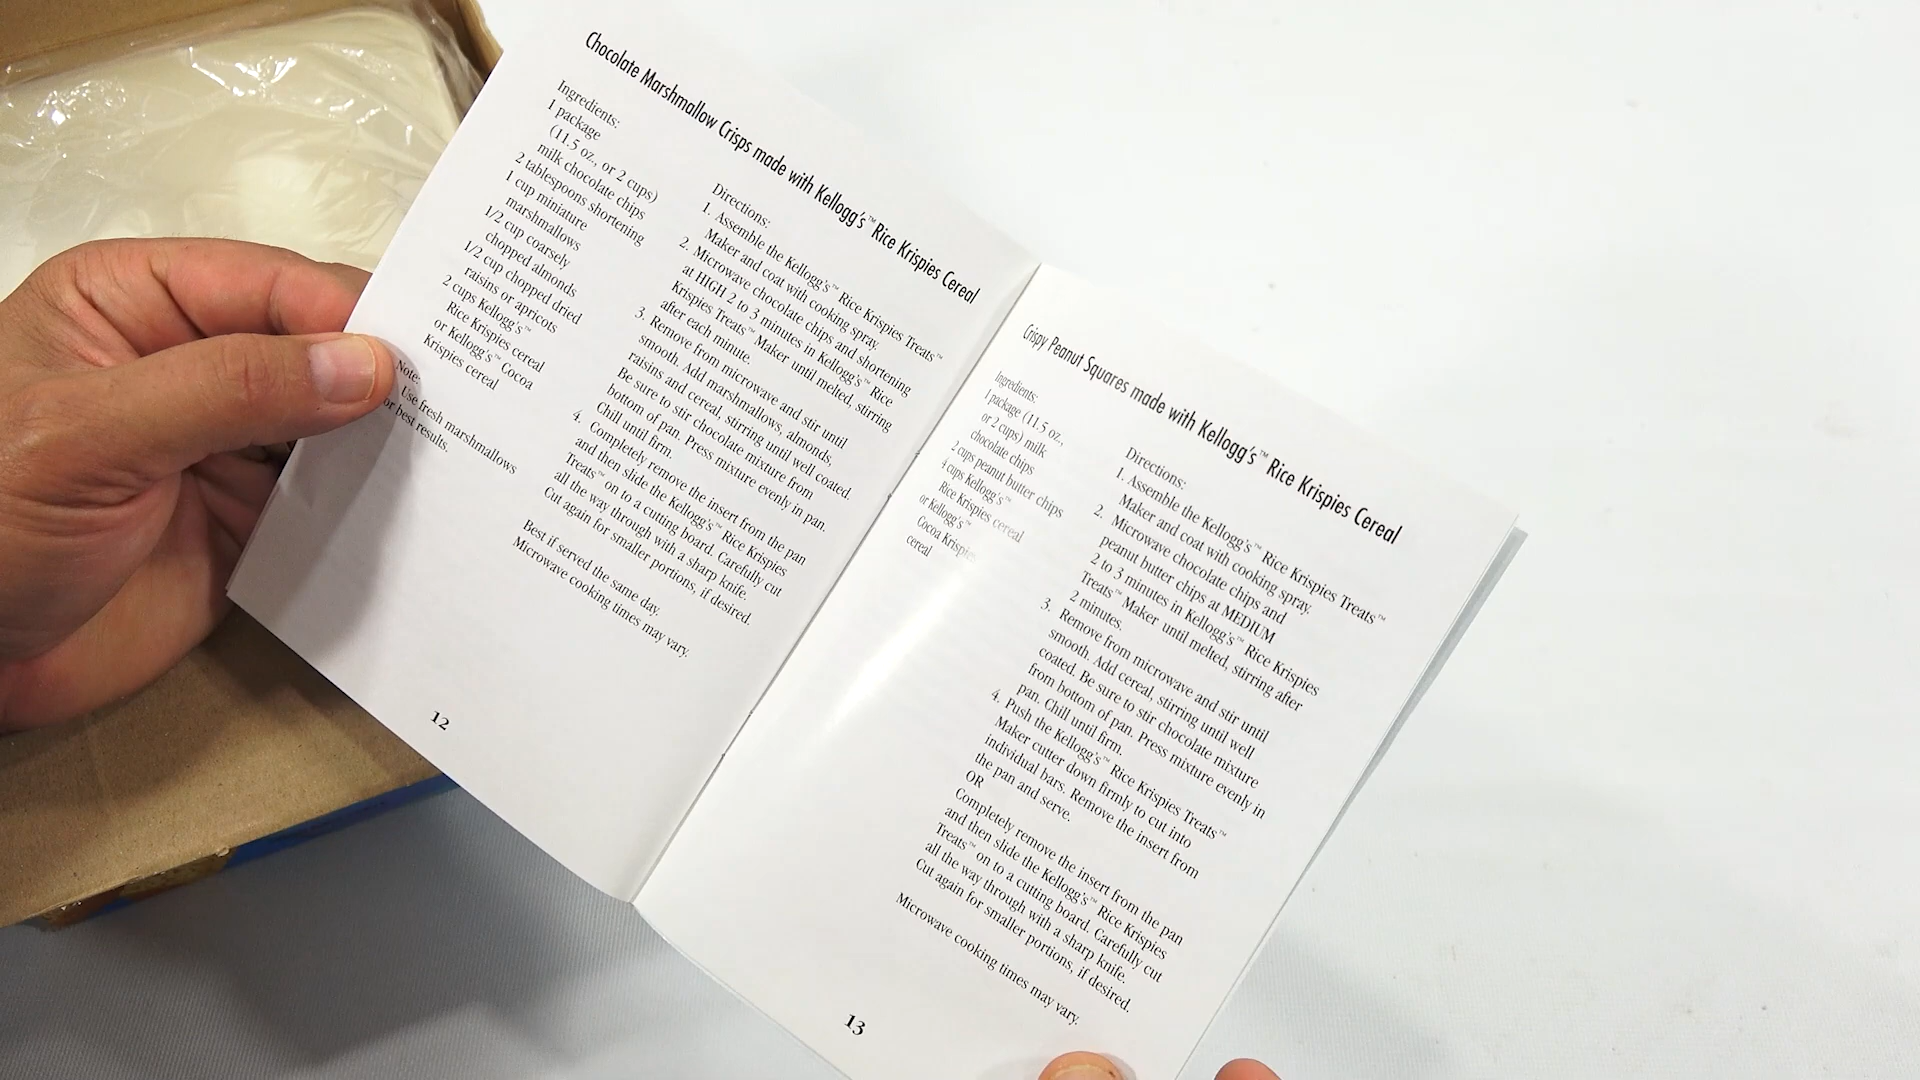 Chocolate Marshmallow Crisps made with Kellogg's™ Rice Krispies Cereal
Ingredients:
1 package
(11.5 oz., or 2 cups)
milk chocolate chips
2 tablespoons shortening
1 cup miniature
marshmallows
1/2 cup coarsely
chopped almonds
1/2 cup chopped dried
raisins or apricots
2 cups Kellogg's™
Rice Krispies cereal
or Kellogg's™ Cocoa
Krispies cereal
Note:
Use fresh marshmallows
or best results.
Directions:
1. Assemble the Kellogg's™ Rice Krispies Treats™
Maker and coat with cooking spray.
2. Microwave chocolate chips and shortening
at HIGH 2 to 3 minutes in Kellogg's™ Rice
Krispies Treats™ Maker until melted, stirring
after each minute.
3. Remove from microwave and stir until
smooth. Add marshmallows, almonds,
raisins and cereal, stirring until well coated.
Be sure to stir chocolate mixture from
bottom of pan. Press mixture evenly in pan.
Chill until firm.
4. Completely remove the insert from the pan
and then slide the Kellogg's™ Rice Krispies
Treats™ on to a cutting board. Carefully cut
all the way through with a sharp knife.
Cut again for smaller portions, if desired.
Best if served the same day.
Microwave cooking times may vary.
12
Crispy Peanut Squares made with Kellogg's™ Rice Krispies Cereal
Ingredients:
1 package (11.5 oz.,
or 2 cups) milk
chocolate chips
2 cups peanut butter chips
4 cups Kellogg's™
Rice Krispies cereal
or Kellogg's™
Cocoa Krispies
cereal
Directions:
1. Assemble the Kellogg's™ Rice Krispies Treats™
Maker and coat with cooking spray.
2. Microwave chocolate chips and
peanut butter chips at MEDIUM
2 to 3 minutes in Kellogg's™ Rice Krispies
Treats™ Maker until melted, stirring after
2 minutes.
3. Remove from microwave and stir until
smooth. Add cereal, stirring until well
coated. Be sure to stir chocolate mixture
from bottom of pan. Press mixture evenly in
pan. Chill until firm.
4. Push the Kellogg's™ Rice Krispies Treats™
Maker cutter down firmly to cut into
individual bars. Remove the insert from
the pan and serve.
OR
Completely remove the insert from the pan
and then slide the Kellogg's™ Rice Krispies
Treats™ on to a cutting board. Carefully cut
all the way through with a sharp knife.
Cut again for smaller portions, if desired.
Microwave cooking times may vary.
13